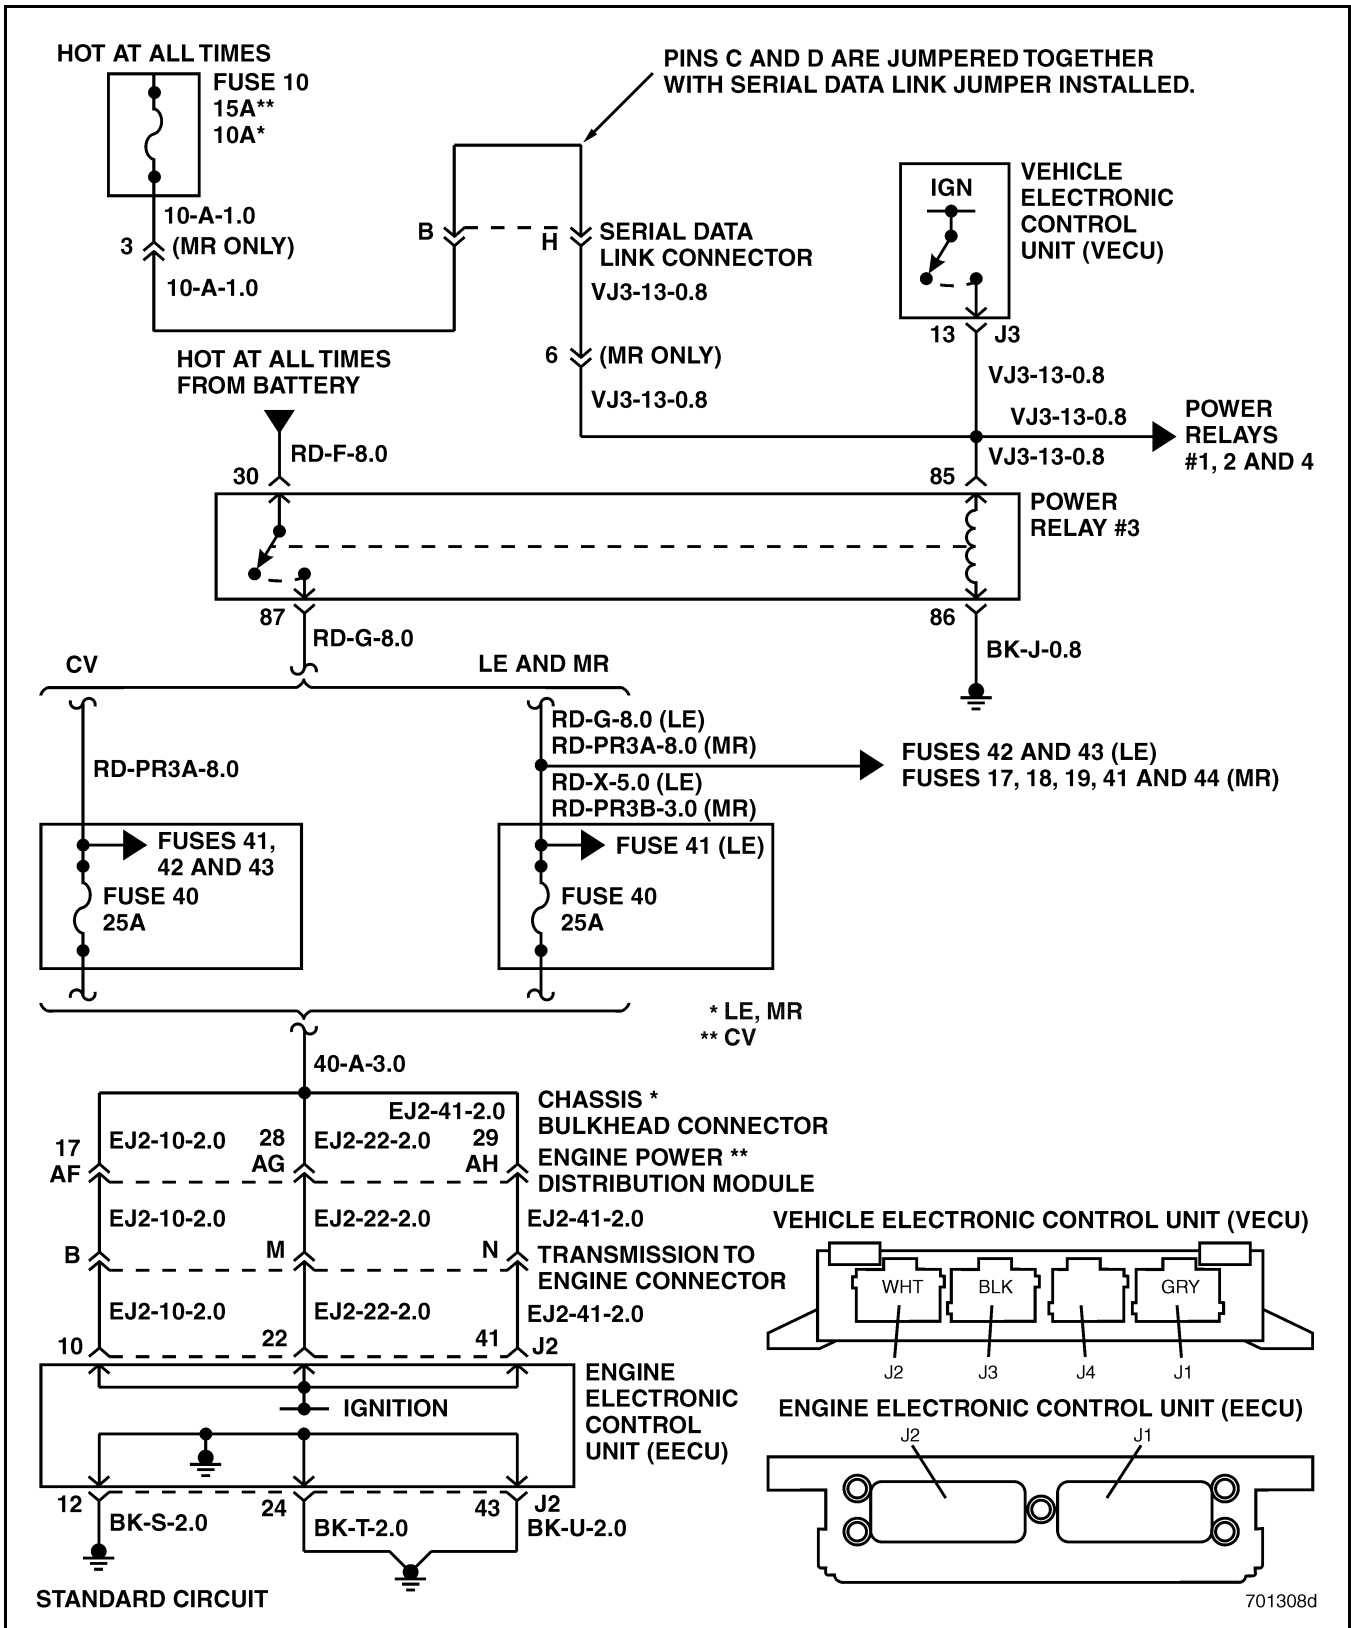 HOT AT ALL TIMES
FUSE 10
15A**
10A*
10-A-1.0
3 (MR ONLY)
10-A-1.0
PINS C AND D ARE JUMPERED TOGETHER
WITH SERIAL DATA LINK JUMPER INSTALLED.
B
H
SERIAL DATA
LINK CONNECTOR
VJ3-13-0.8
6 (MR ONLY)
VJ3-13-0.8
IGN
VEHICLE
ELECTRONIC
CONTROL
UNIT (VECU)
13 J3
VJ3-13-0.8
VJ3-13-0.8
VJ3-13-0.8
POWER
RELAYS
#1, 2 AND 4
HOT AT ALL TIMES
FROM BATTERY
RD-F-8.0
30
85
POWER
RELAY #3
87
RD-G-8.0
86
BK-J-0.8
CV
LE AND MR
RD-PR3A-8.0
RD-G-8.0 (LE)
RD-PR3A-8.0 (MR)
RD-X-5.0 (LE)
RD-PR3B-3.0 (MR)
FUSES 42 AND 43 (LE)
FUSES 17, 18, 19, 41 AND 44 (MR)
FUSES 41,
42 AND 43
FUSE 40
25A
FUSE 41 (LE)
FUSE 40
25A
* LE, MR
** CV
40-A-3.0
EJ2-41-2.0
CHASSIS *
BULKHEAD CONNECTOR
17
AF
EJ2-10-2.0
28
AG
EJ2-22-2.0
29
AH
ENGINE POWER **
DISTRIBUTION MODULE
EJ2-10-2.0
EJ2-22-2.0
EJ2-41-2.0
B
M
N
TRANSMISSION TO
ENGINE CONNECTOR
EJ2-10-2.0
EJ2-22-2.0
EJ2-41-2.0
10
22
41
J2
IGNITION
ENGINE
ELECTRONIC
CONTROL
UNIT (EECU)
12
24
43
J2
BK-S-2.0
BK-T-2.0
BK-U-2.0
STANDARD CIRCUIT
VEHICLE ELECTRONIC CONTROL UNIT (VECU)
WHT
BLK
GRY
J2
J3
J4
J1
ENGINE ELECTRONIC CONTROL UNIT (EECU)
J2
J1
701308d